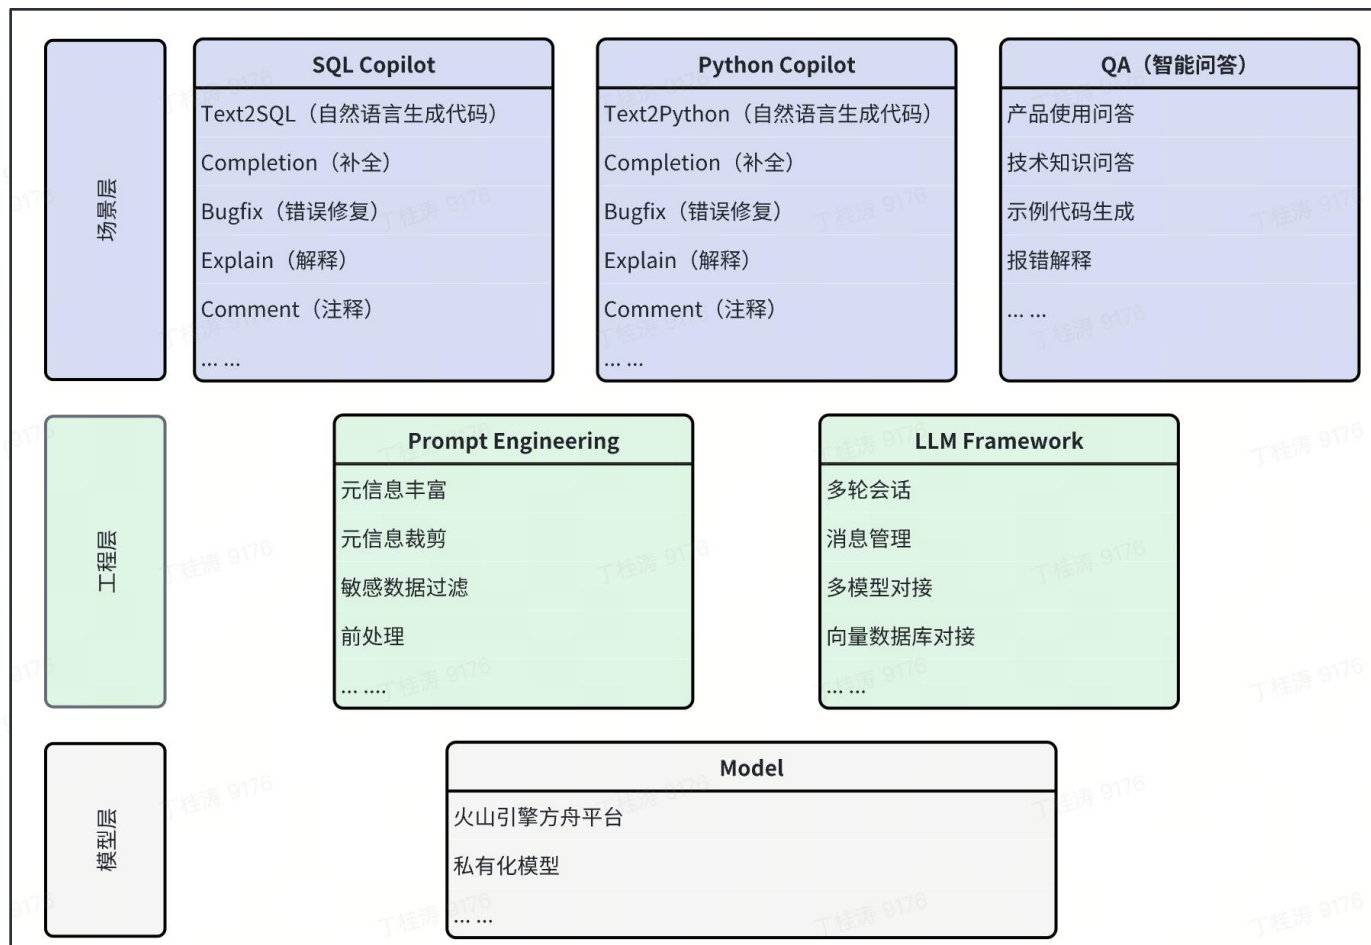 场景层
SQL Copilot
Text2SQL（自然语言生成代码）
Completion（补全）
Bugfix（错误修复）
Explain（解释）
Comment（注释）
... ...
Python Copilot
Text2Python（自然语言生成代码）
Completion（补全）
Bugfix（错误修复）
Explain（解释）
Comment（注释）
... ...
QA（智能问答）
产品使用问答
技术知识问答
示例代码生成
报错解释
... ...
工程层
Prompt Engineering
元信息丰富
元信息裁剪
敏感数据过滤
前处理
... ....
LLM Framework
多轮会话
消息管理
多模型对接
向量数据库对接
... ...
模型层
Model
火山引擎方舟平台
私有化模型
... ...
丁桂涛 9176